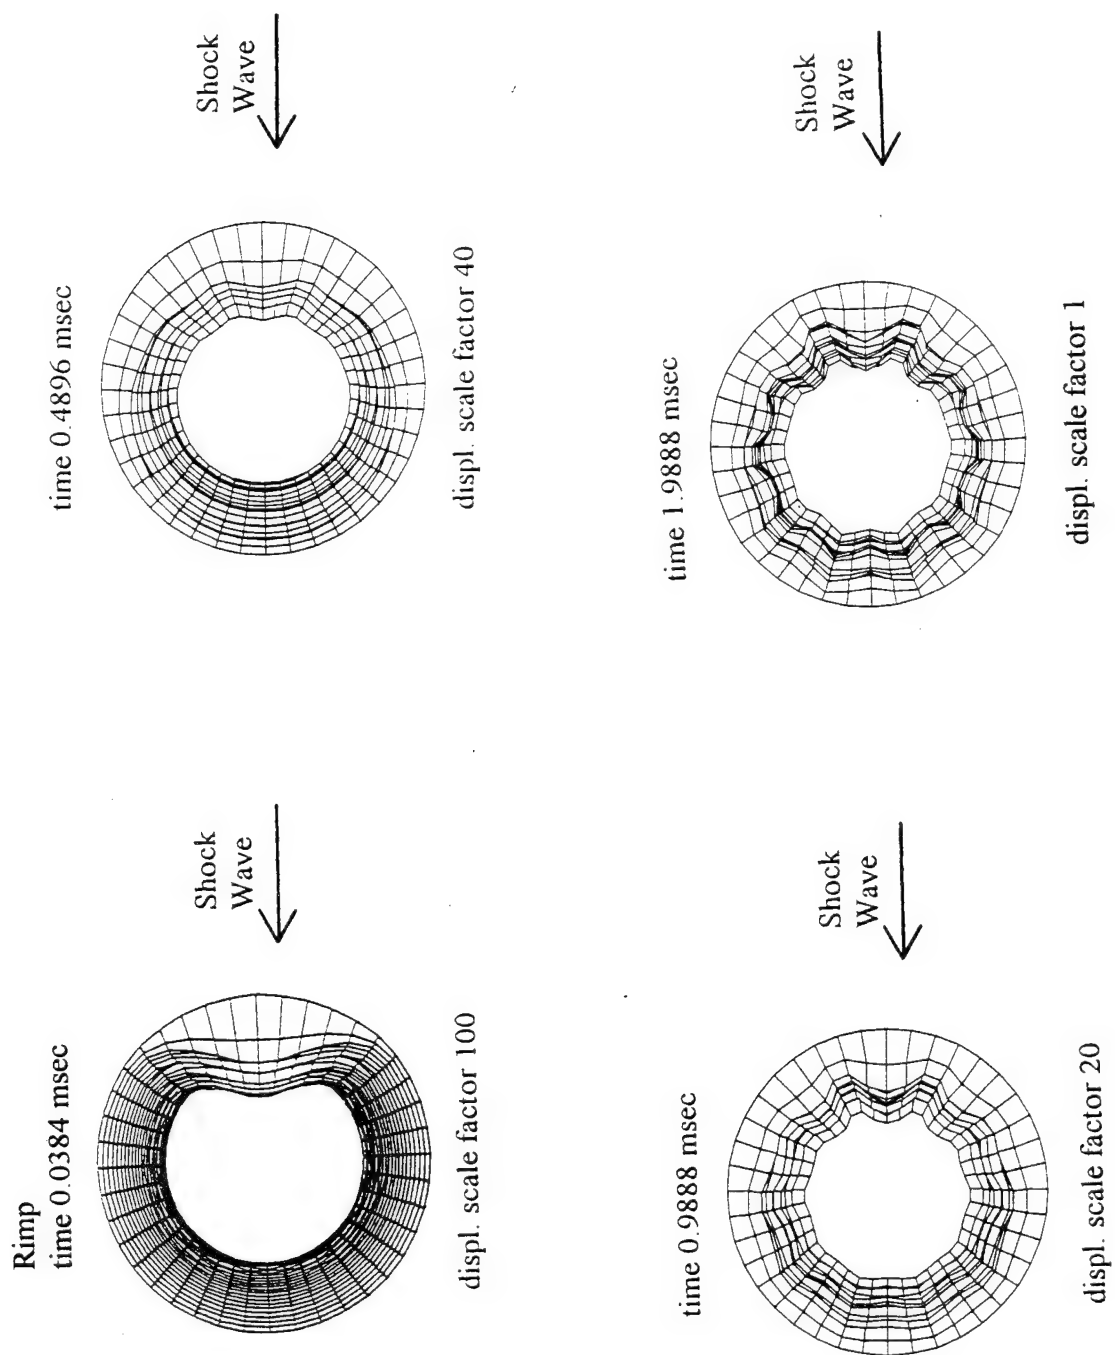 Rimp
time 0.0384 msec
Shock
Wave
displ. scale factor 100
time 0.4896 msec
Shock
Wave
displ. scale factor 40
time 0.9888 msec
Shock
Wave
displ. scale factor 20
time 1.9888 msec
Shock
Wave
displ. scale factor 1